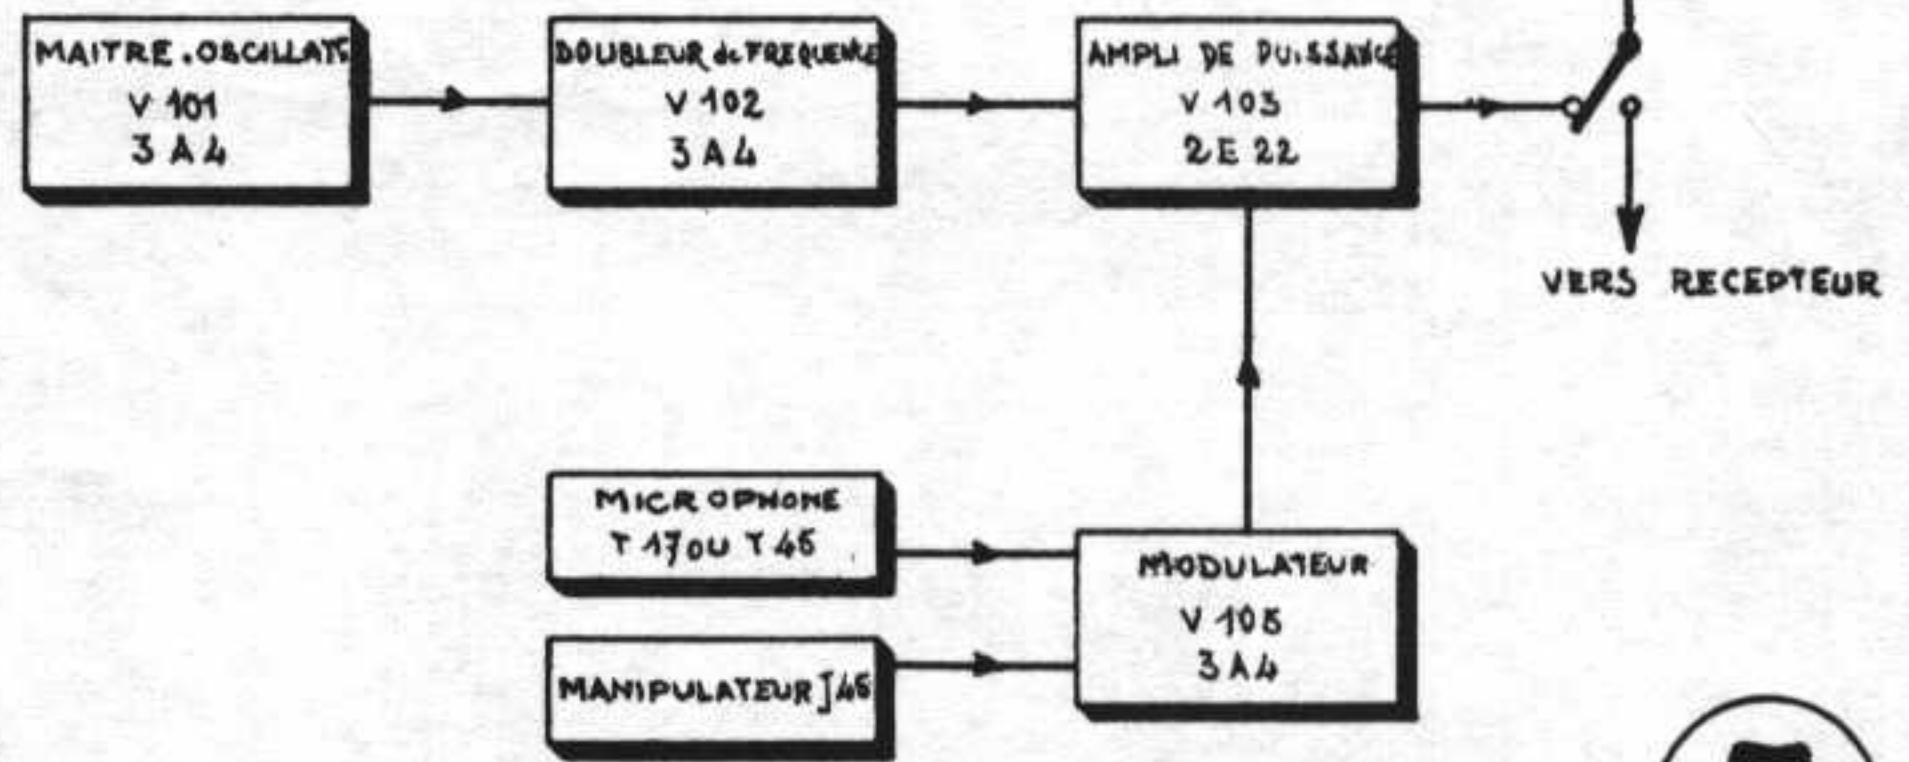 MAITRE.OSCILLATR
V 101
3 A 4
DOUBLEUR de FREQUENCE
V 102
3 A 4
AMPLI DE PUISSANCE
V 103
2E 22
VERS RECEPTEUR
MICROPHONE
T 17 OU T 45
MANIPULATEUR J 45
MODULATEUR
V 105
3 A 4